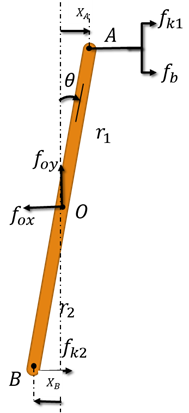 x_A
A
f_k1
f_b
θ
r_1
f_oy
f_ox
O
r_2
f_k2
B
x_B